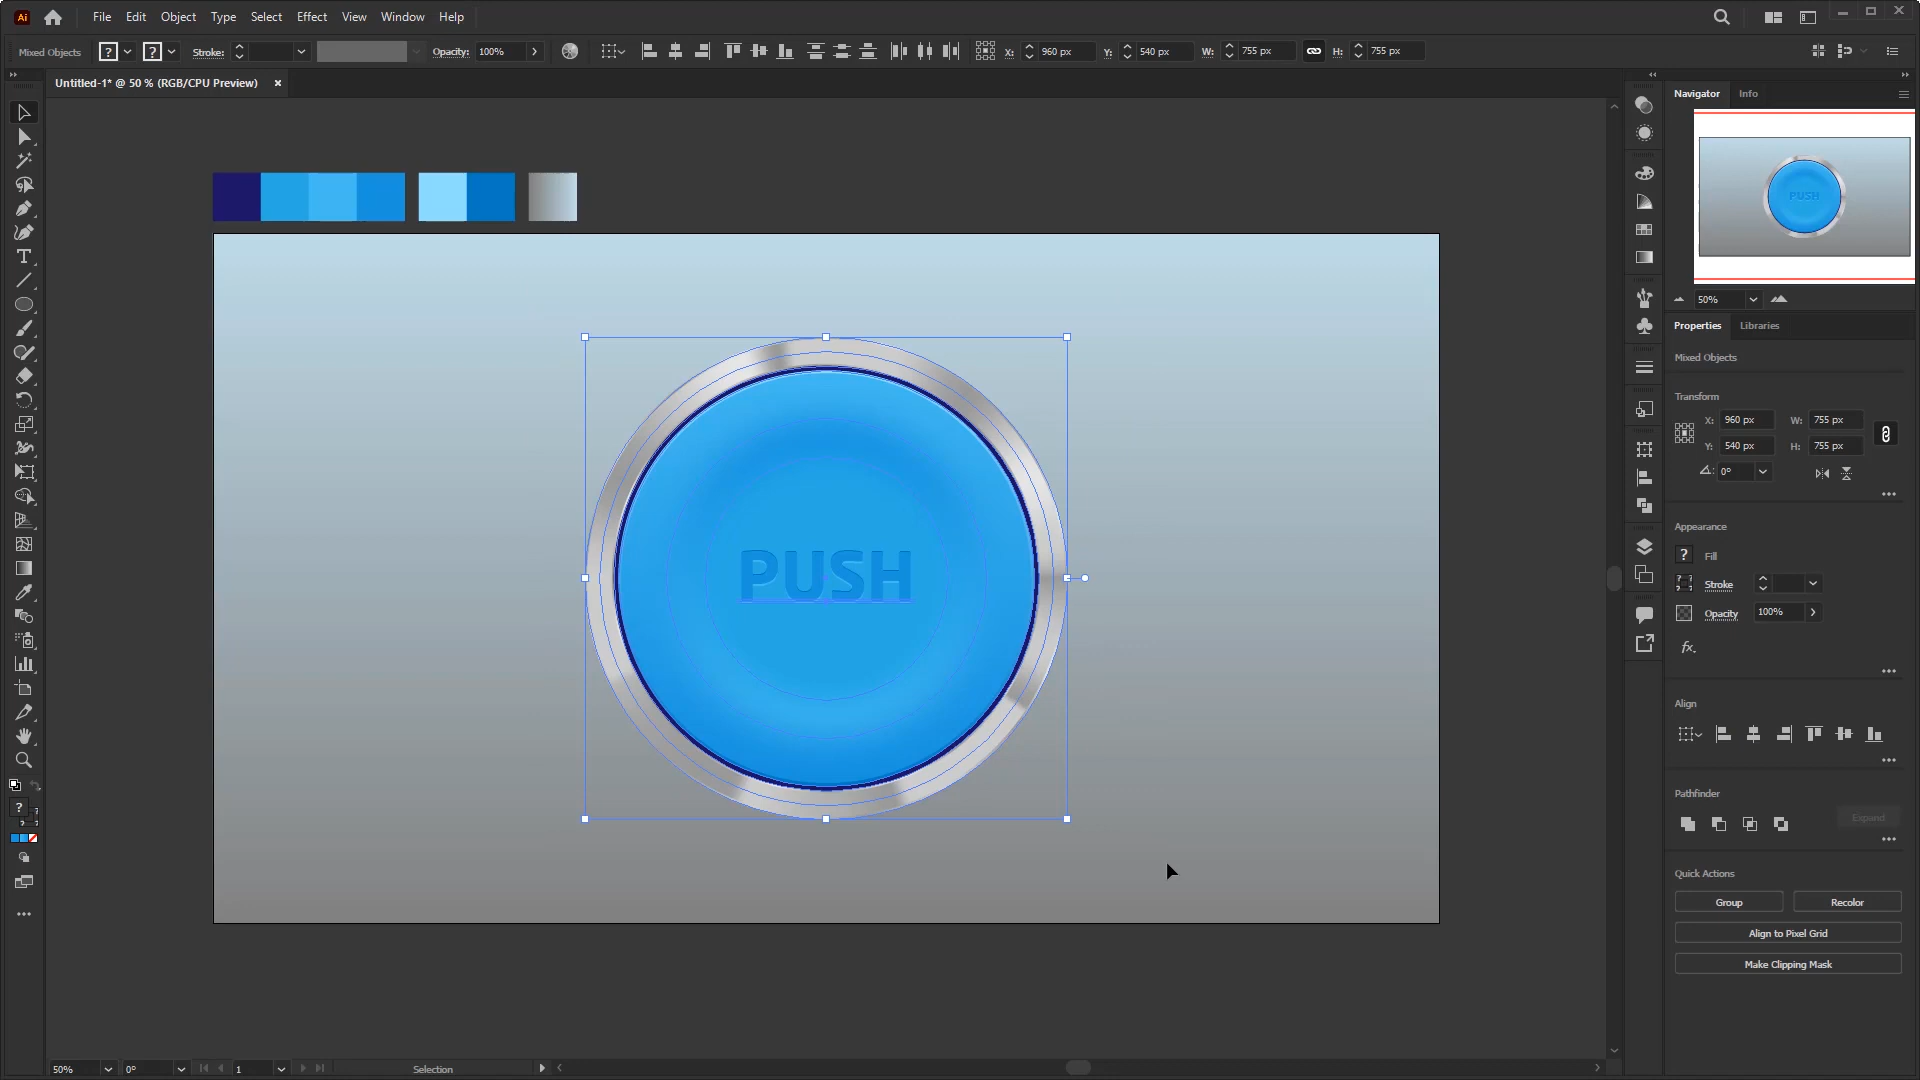 Ai File Edit Object Type Select Effect View Window Help
Mixed Objects ? ? Stroke: Opacity: 100% X: 960 px Y: 540 px W: 755 px H: 755 px
Untitled-1* @ 50 % (RGB/CPU Preview) ×
Navigator Info
50%
Properties Libraries
Mixed Objects
Transform
X: 960 px W: 755 px
Y: 540 px H: 755 px
0°
Appearance
? Fill
Stroke
Opacity 100%
fx
Align
Pathfinder
Expand
Quick Actions
Group Recolor
Align to Pixel Grid
Make Clipping Mask
PUSH
PUSH
?
50% 0° 1 Selection